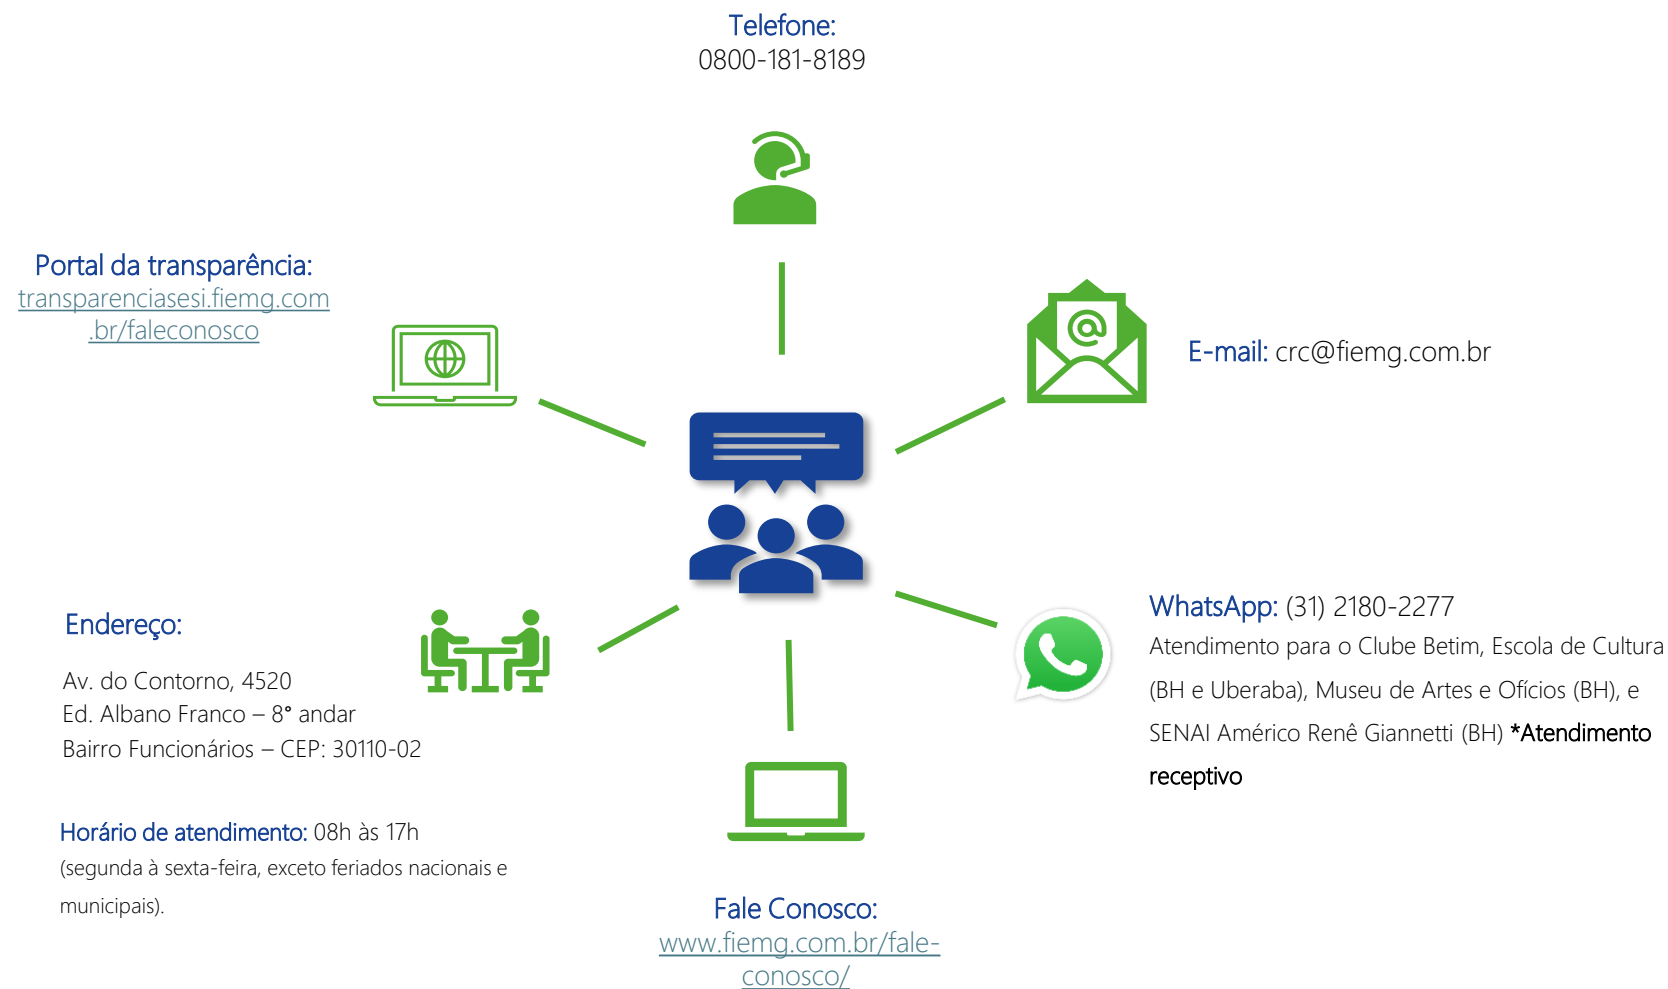 Telefone:
0800-181-8189
Portal da transparência:
transparenciasesi.fiemg.com
.br/faleconosco
@
E-mail: crc@fiemg.com.br
Endereço:
Av. do Contorno, 4520
Ed. Albano Franco – 8° andar
Bairro Funcionários – CEP: 30110-02
Horário de atendimento: 08h às 17h
(segunda à sexta-feira, exceto feriados nacionais e
municipais).
WhatsApp: (31) 2180-2277
Atendimento para o Clube Betim, Escola de Cultura
(BH e Uberaba), Museu de Artes e Ofícios (BH), e
SENAI Américo Renê Giannetti (BH) *Atendimento
receptivo
Fale Conosco:
www.fiemg.com.br/fale-
conosco/